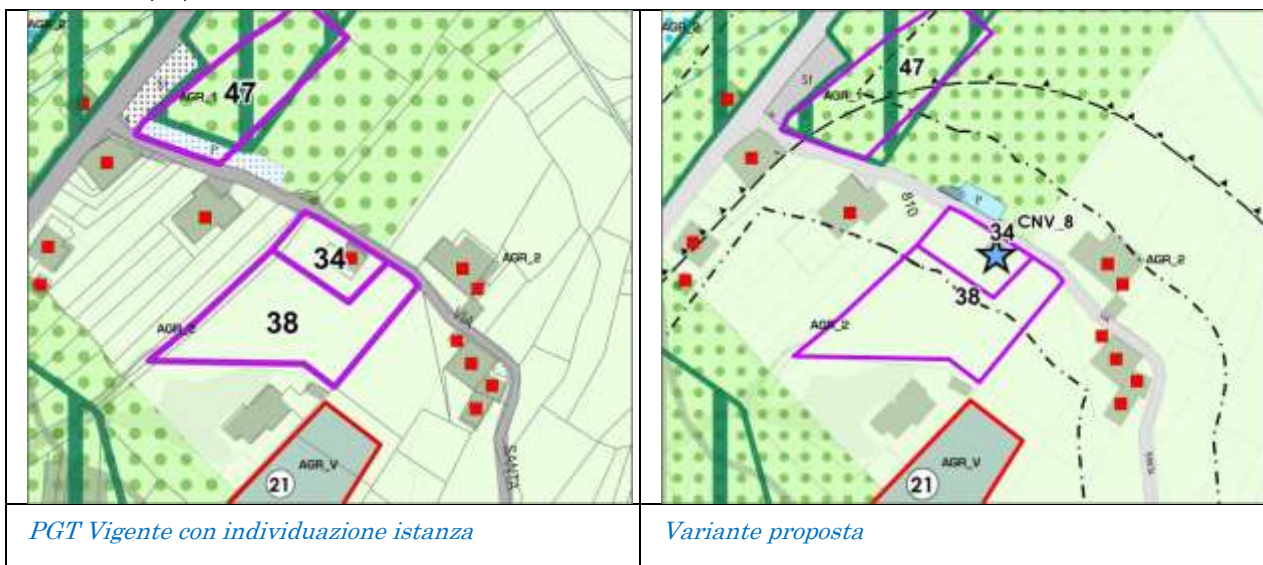 AGR_2
47
AGR_1
P
34
AGR_2
38
AGR_2
SANTA
AGR_V
21
PGT Vigente con individuazione istanza
AGR_2
47
AGR_1
P
810
CNV_8
34
AGR_2
38
AGR_2
AGR_V
21
Variante proposta